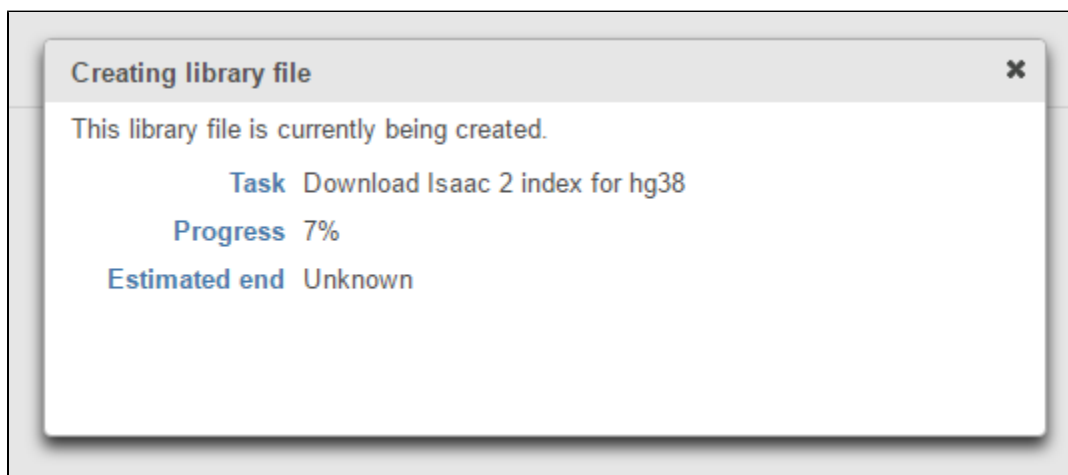 Creating library file
This library file is currently being created.
Task Download Isaac 2 index for hg38
Progress 7%
Estimated end Unknown